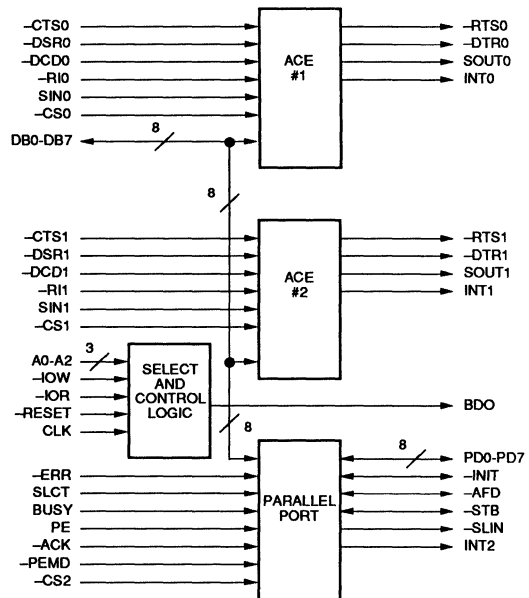 –CTS0
–DSR0
–DCD0
–RI0
SIN0
–CS0
DB0-DB7
8
ACE
#1
–RTS0
–DTR0
SOUT0
INT0
8
–CTS1
–DSR1
–DCD1
–RI1
SIN1
–CS1
ACE
#2
–RTS1
–DTR1
SOUT1
INT1
A0-A2
3
–IOW
–IOR
–RESET
CLK
SELECT
AND
CONTROL
LOGIC
BDO
8
–ERR
SLCT
BUSY
PE
–ACK
–PEMD
–CS2
PARALLEL
PORT
8
PD0-PD7
–INIT
–AFD
–STB
–SLIN
INT2